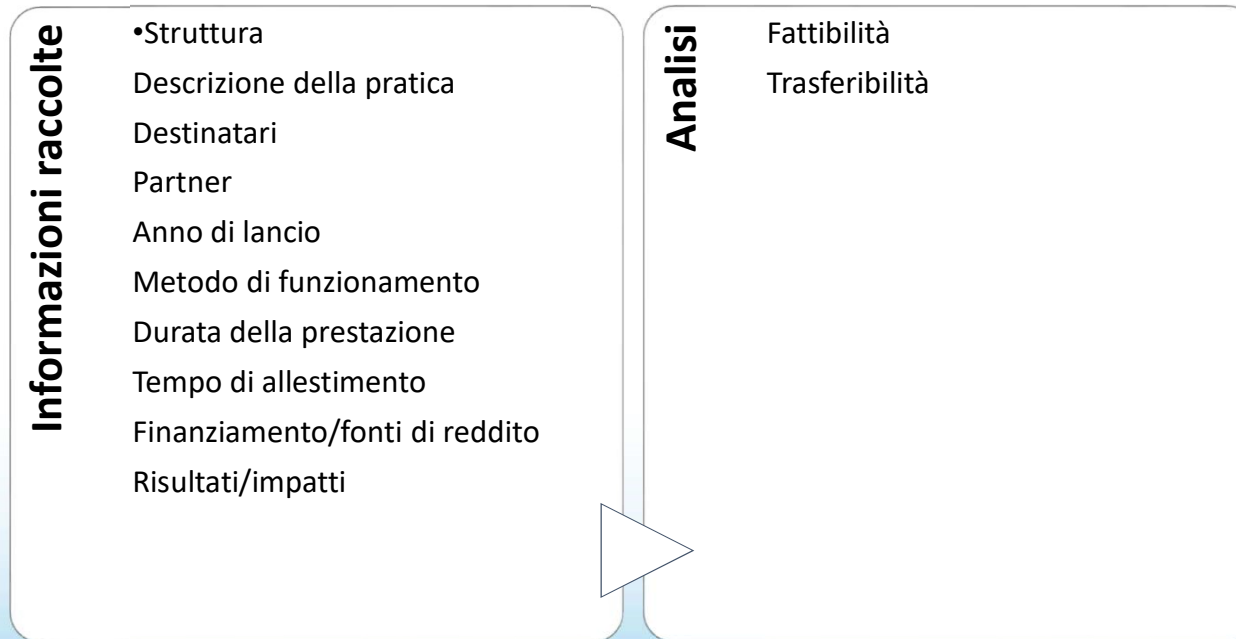 Informazioni raccolte
•Struttura
Descrizione della pratica
Destinatari
Partner
Anno di lancio
Metodo di funzionamento
Durata della prestazione
Tempo di allestimento
Finanziamento/fonti di reddito
Risultati/impatti
Analisi
Fattibilità
Trasferibilità